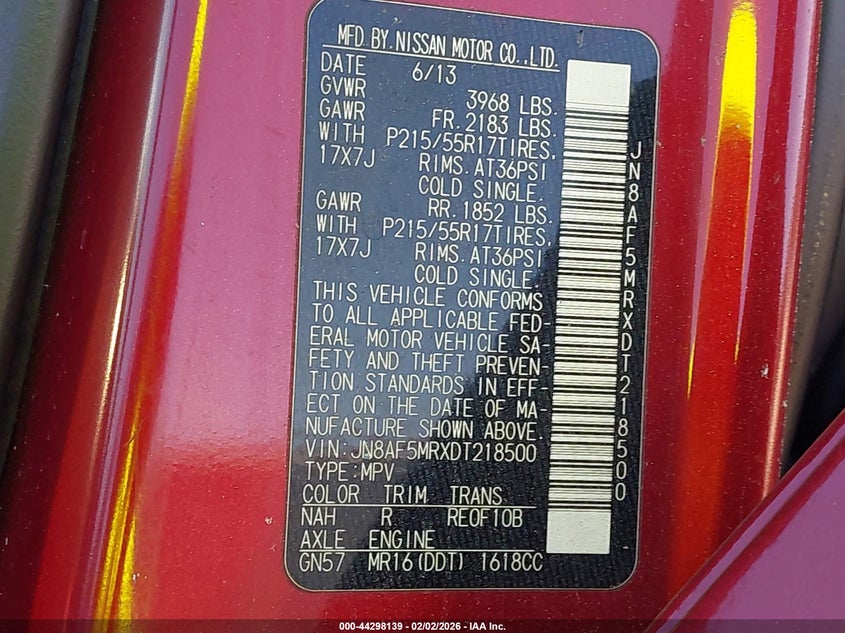 MFD BY. NISSAN MOTOR CO., LTD.
DATE 6/13
GVWR 3968 LBS.
GAWR FR. 2183 LBS.
WITH P215/55R17TIRES,
17X7J RIMS. AT36PSI
COLD SINGLE.
GAWR RR. 1852 LBS.
WITH P215/55R17TIRES,
17X7J RIMS. AT36PSI
COLD SINGLE.
THIS VEHICLE CONFORMS
TO ALL APPLICABLE FED-
ERAL MOTOR VEHICLE SA-
FETY AND THEFT PREVEN-
TION STANDARDS IN EFF-
ECT ON THE DATE OF MA-
NUFACTURE SHOWN ABOVE.
VIN:JN8AF5MRXDT218500
TYPE:MPV
COLOR TRIM TRANS
NAH R RE0F10B
AXLE ENGINE
GN57 MR16(DDT) 1618CC
JN8AF5MRXDT218500
000-44298139 - 02/02/2026 - IAA Inc.